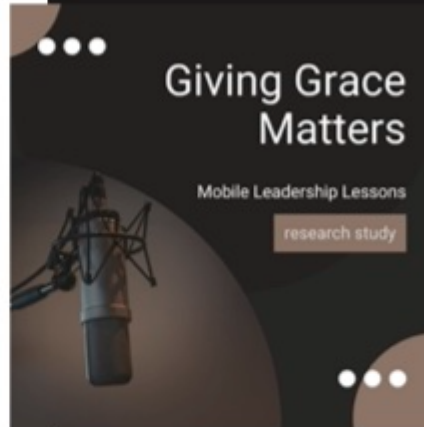 Giving Grace
Matters
Mobile Leadership Lessons
research study